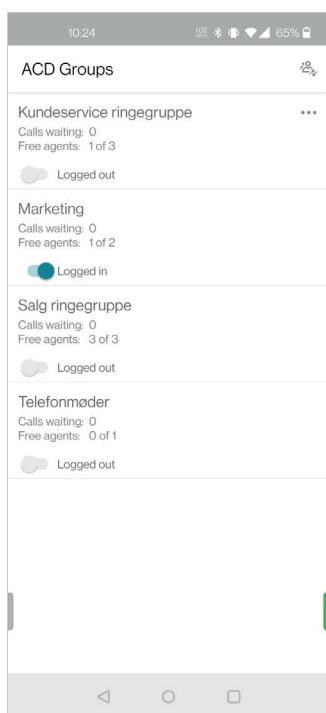 10:24
65%
ACD Groups
Kundeservice ringegruppe
Calls waiting: 0
Free agents: 1 of 3
Logged out
Marketing
Calls waiting: 0
Free agents: 1 of 2
Logged in
Salg ringegruppe
Calls waiting: 0
Free agents: 3 of 3
Logged out
Telefonmøder
Calls waiting: 0
Free agents: 0 of 1
Logged out